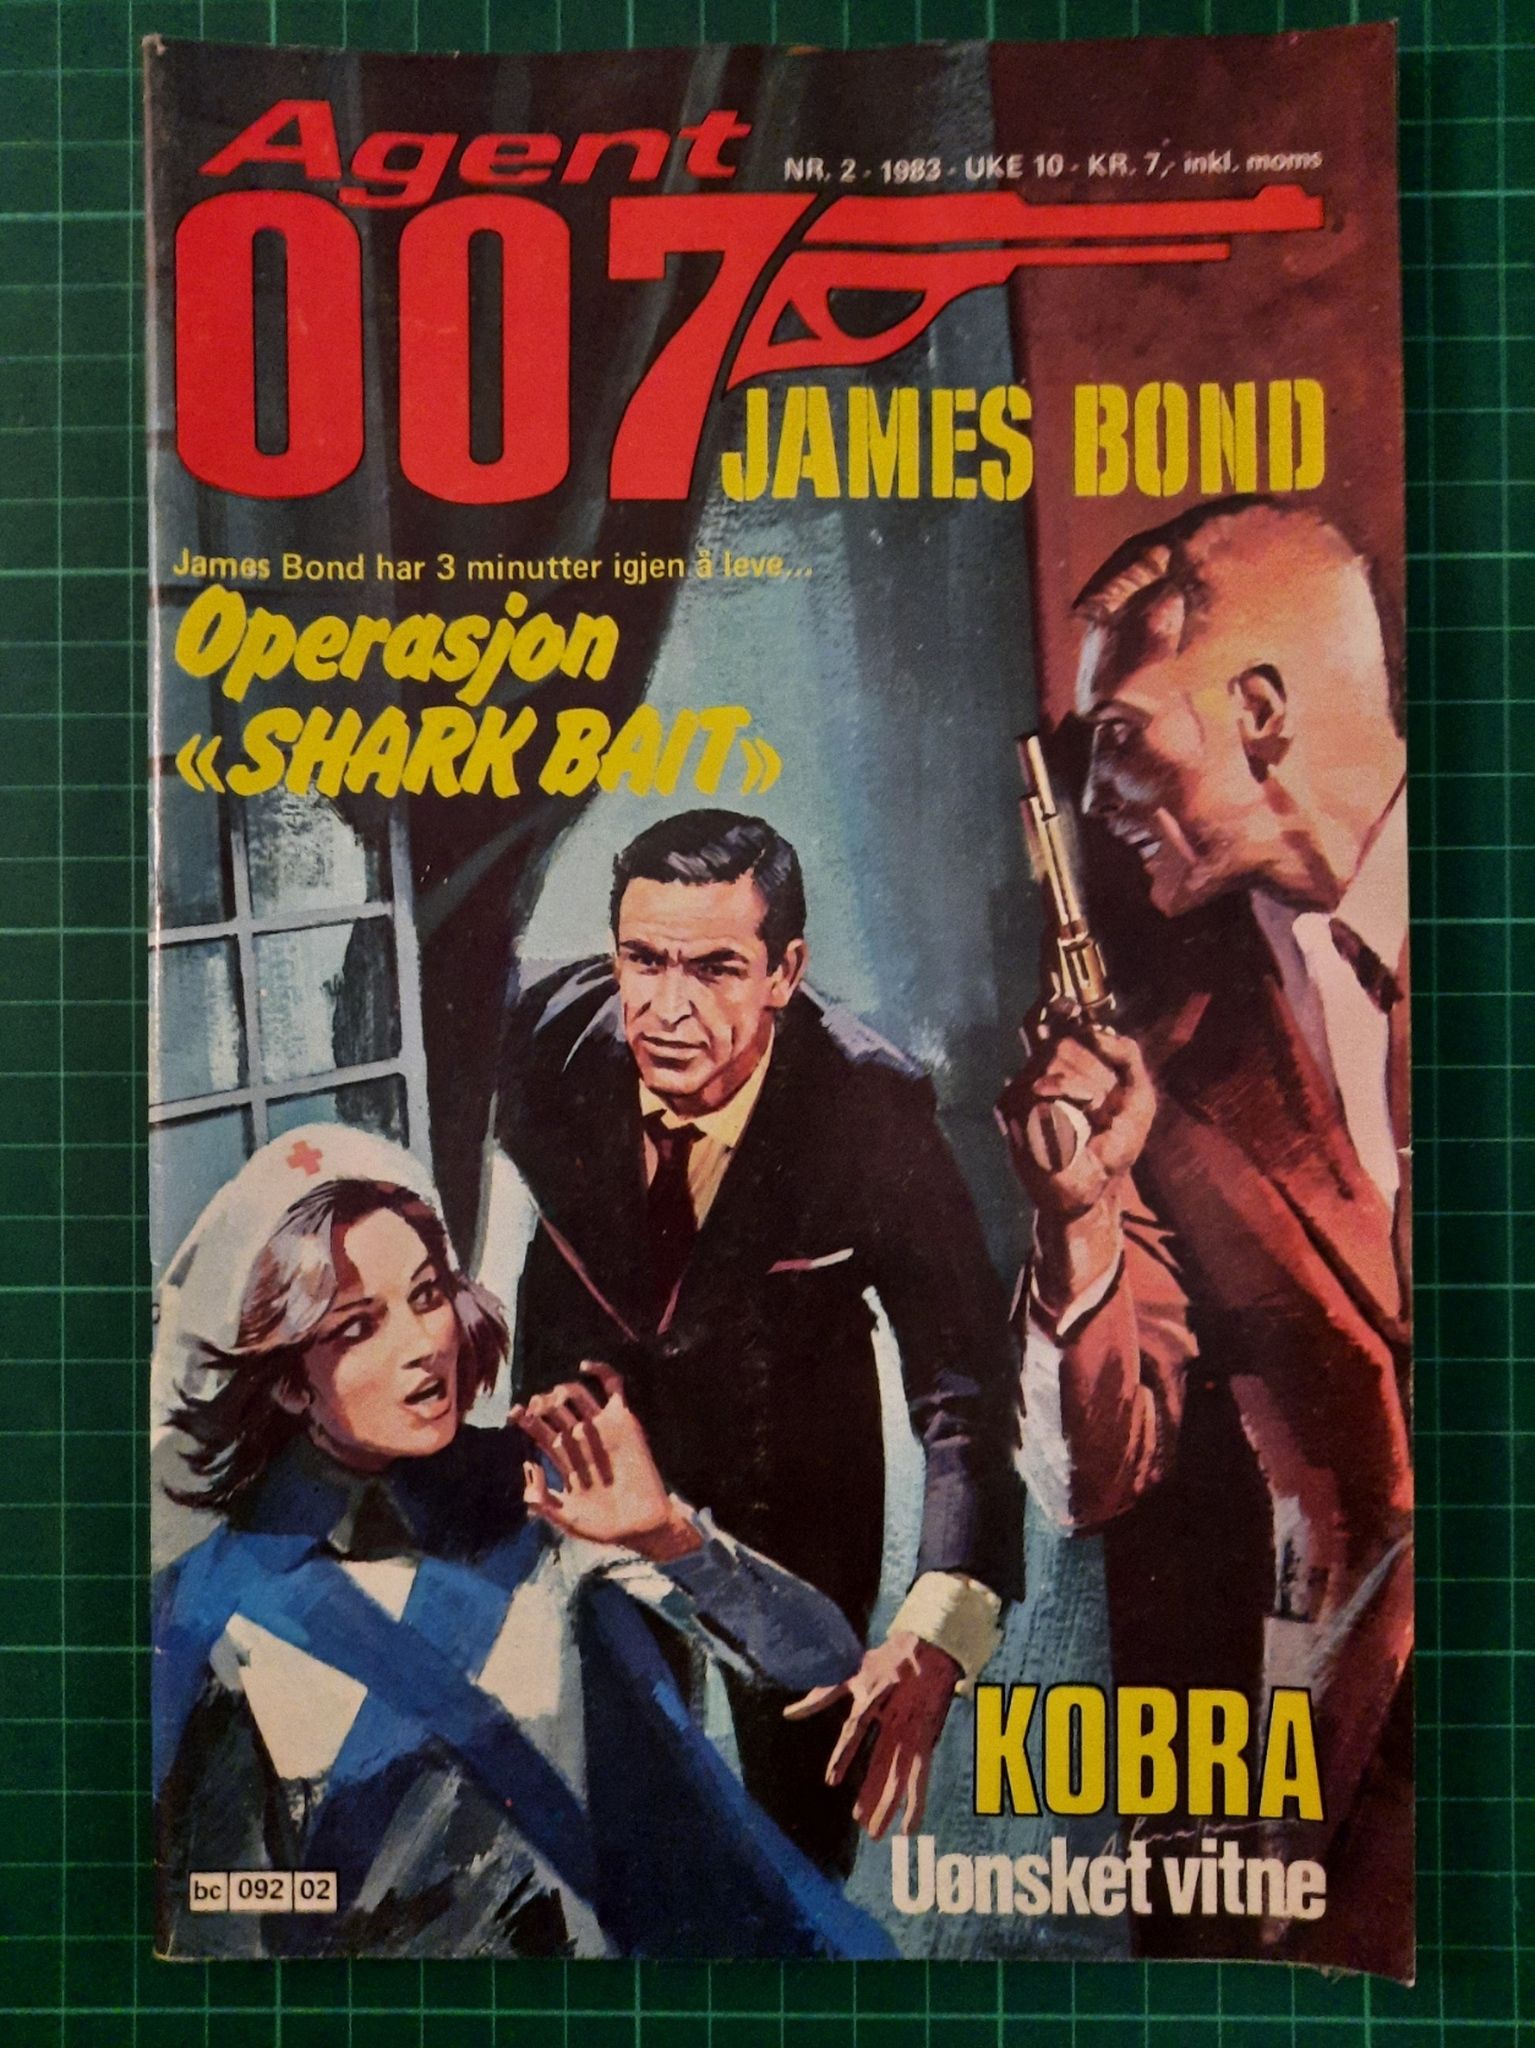 Agent
NR. 2 - 1983 - UKE 10 - KR. 7,- inkl. moms
007
JAMES BOND
James Bond har 3 minutter igjen å leve...
Operasjon
«SHARK BAIT»
KOBRA
Uønsket vitne
bc 092 02